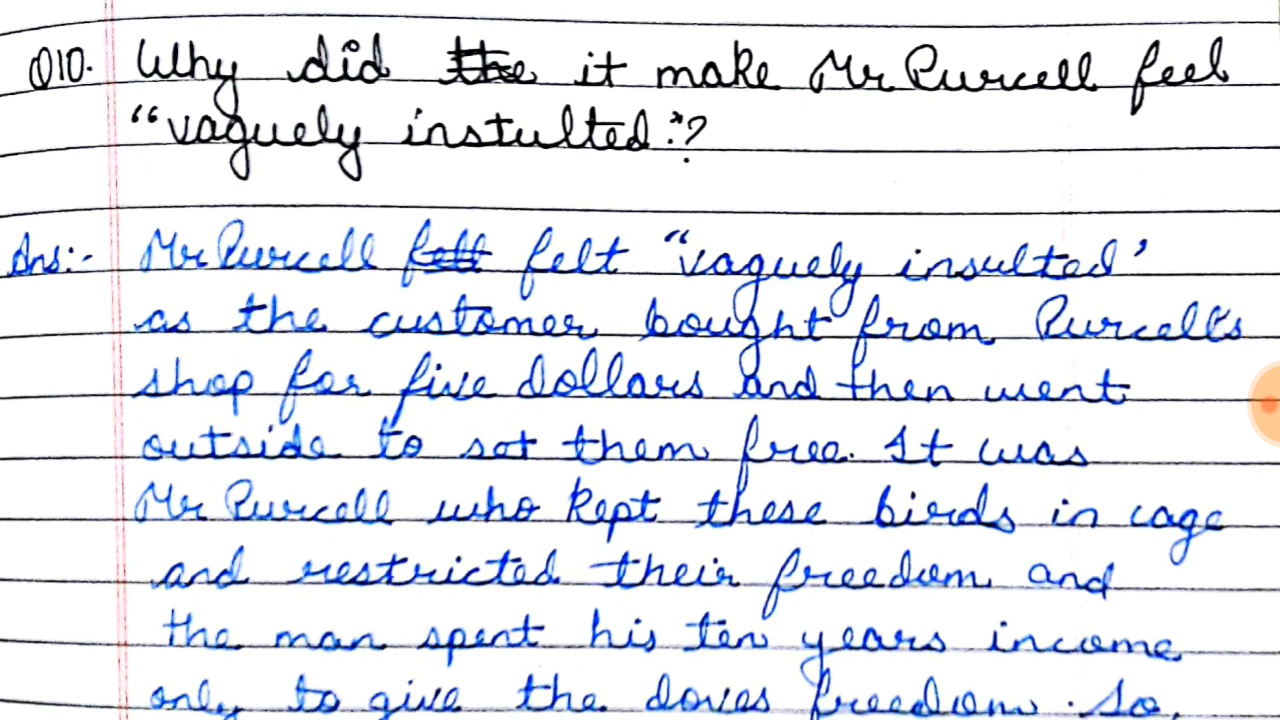 Q10. Why did the it make Mr Purcell feel
“vaguely instulted.”?
Ans:- Mr Purcell felt felt “vaguely insulted’
as the customer bought from Purcell's
shop for five dollars and then went
outside to set them free. It was
Mr Purcell who kept these birds in cage
and restricted their freedom and
the man spent his ten years income
only to give the doves freedom. So,